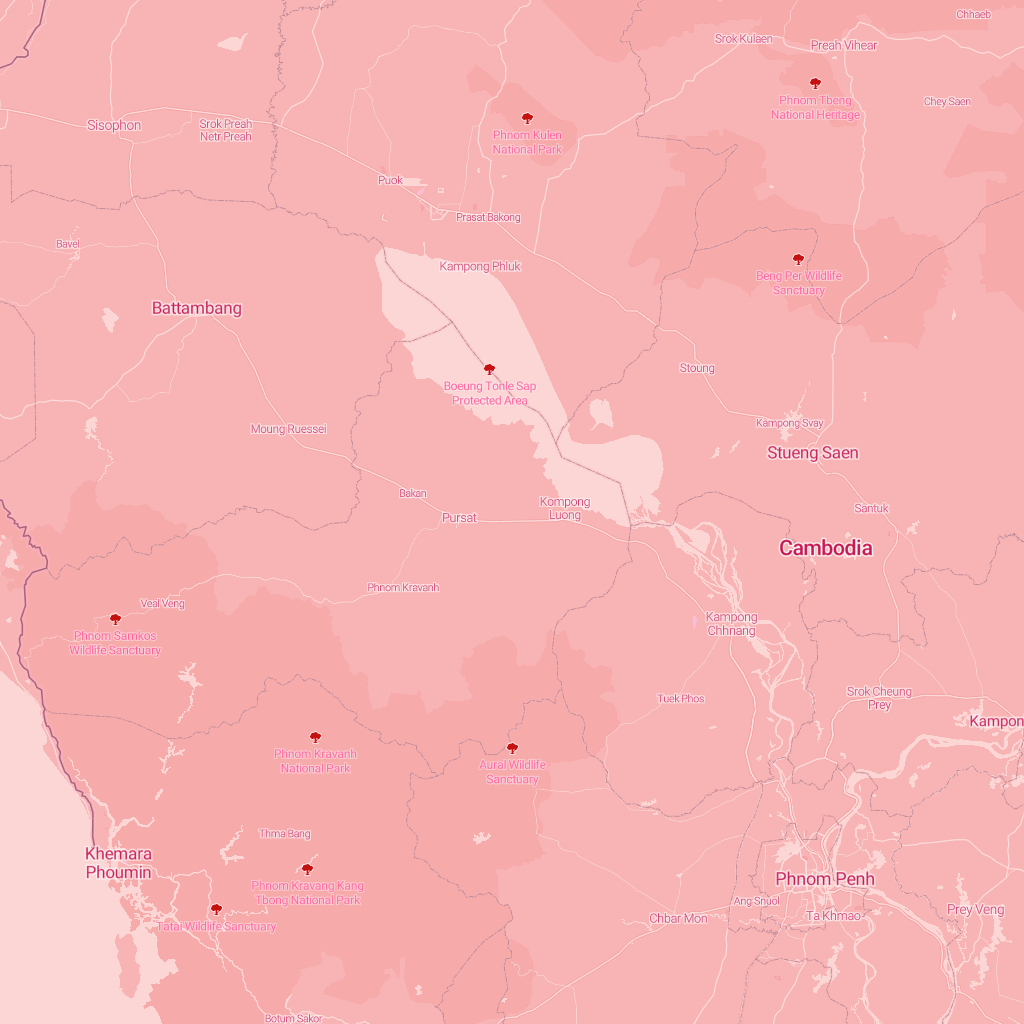 Chhaeb
Srok Kulaen
Preah Vihear
Phnom Tbeng
National Heritage
Chey Saen
Sisophon
Srok Preah
Netr Preah
Phnom Kulen
National Park
Puok
Prasat Bakong
Bavel
Kampong Phluk
Beng Per Wildlife
Sanctuary
Battambang
Stoung
Boeung Tonle Sap
Protected Area
Moung Ruessei
Kampong Svay
Stueng Saen
Bakan
Pursat
Kompong
Luong
Santuk
Cambodia
Phnom Kravanh
Veal Veng
Phnom Samkos
Wildlife Sanctuary
Kampong
Chhnang
Tuek Phos
Srok Cheung
Prey
Kampon
Phnom Kravanh
National Park
Aural Wildlife
Sanctuary
Thma Bang
Khemara
Phoumin
Phnom Kravang Kang
Tbong National Park
Tatai Wildlife Sanctuary
Phnom Penh
Ang Snuol
Chbar Mon
Ta Khmao
Prey Veng
Botum Sakor